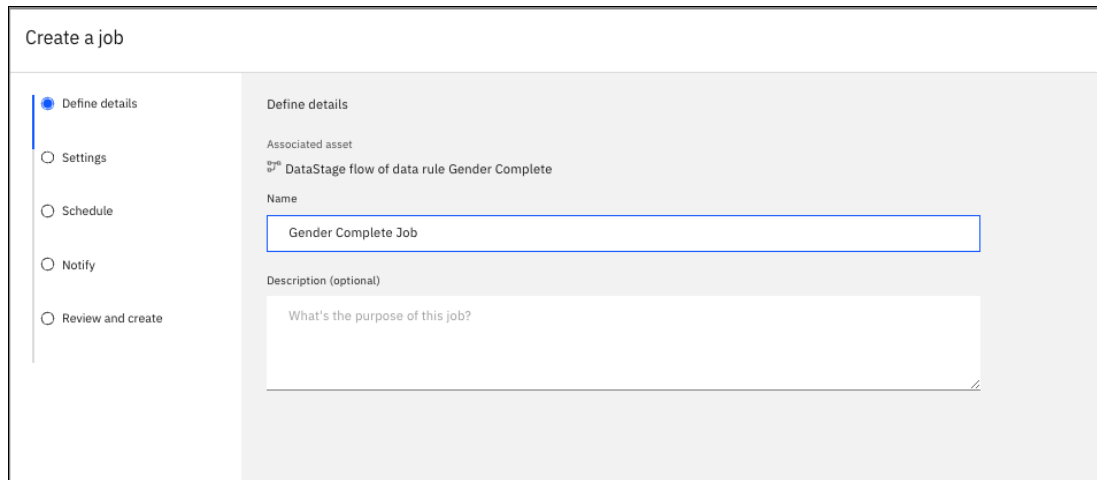 Create a job
Define details
Settings
Schedule
Notify
Review and create
Define details
Associated asset
DataStage flow of data rule Gender Complete
Name
Gender Complete Job
Description (optional)
What's the purpose of this job?